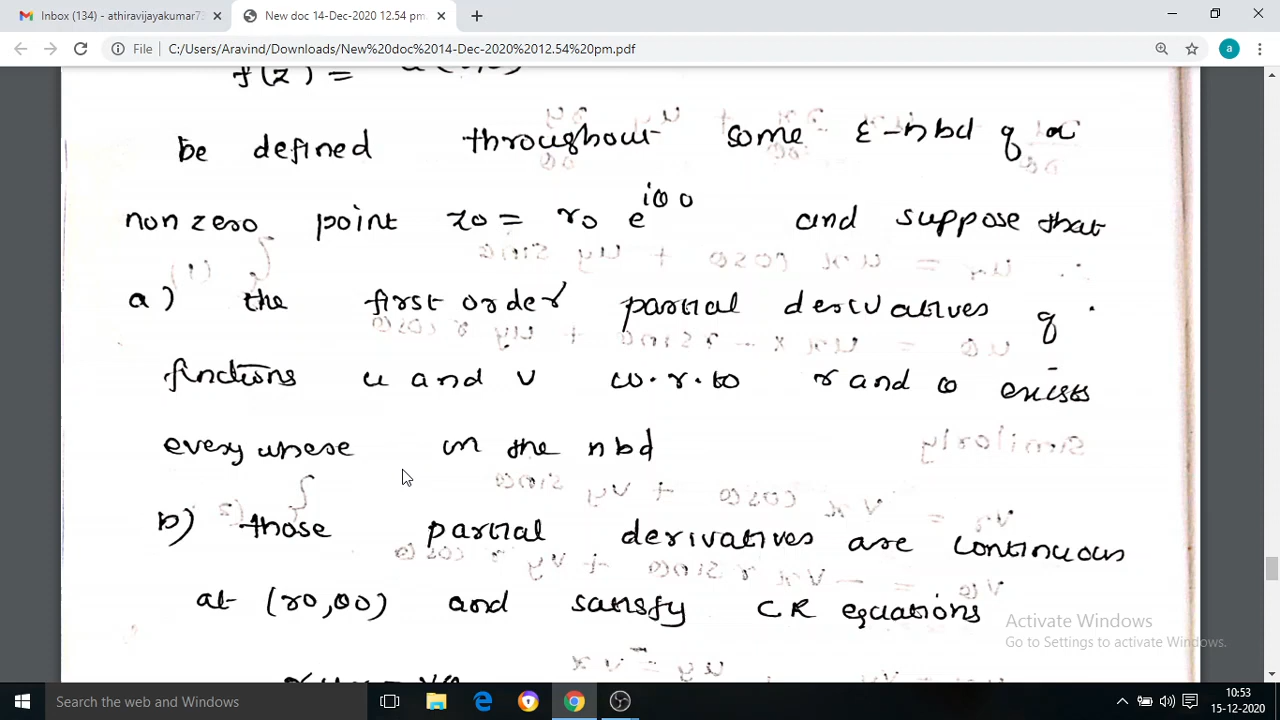 Inbox (134) - athiravijayakumar7
New doc 14-Dec-2020 12.54 pm.
File C:/Users/Aravind/Downloads/New%20doc%2014-Dec-2020%2012.54%20pm.pdf
a
f(z) =
be defined throughout some ε-nbd of a
non zero point z0 = r0 e^iθ0 and suppose that
a) the first order partial derivatives of
functions u and v w.r.to r and θ exists
every where in the nbd
b) those partial derivatives are continuous
at (r0,θ0) and satisfy CR equations
Activate Windows
Go to Settings to activate Windows.
Search the web and Windows
10:53
15-12-2020